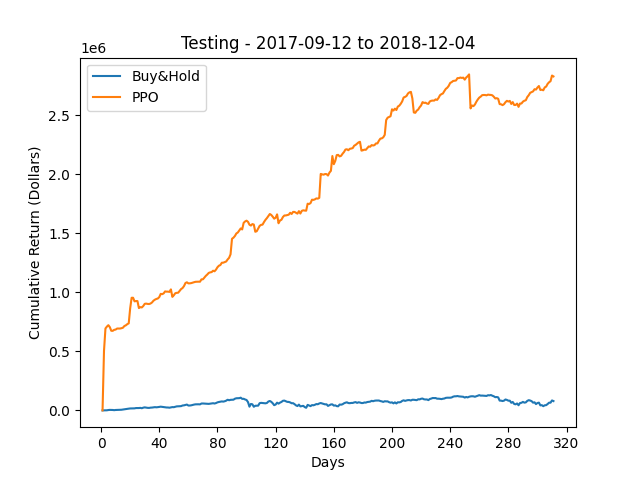 Testing - 2017-09-12 to 2018-12-04
1e6
Buy&Hold
PPO
Cumulative Return (Dollars)
2.5
2.0
1.5
1.0
0.5
0.0
0 40 80 120 160 200 240 280 320
Days